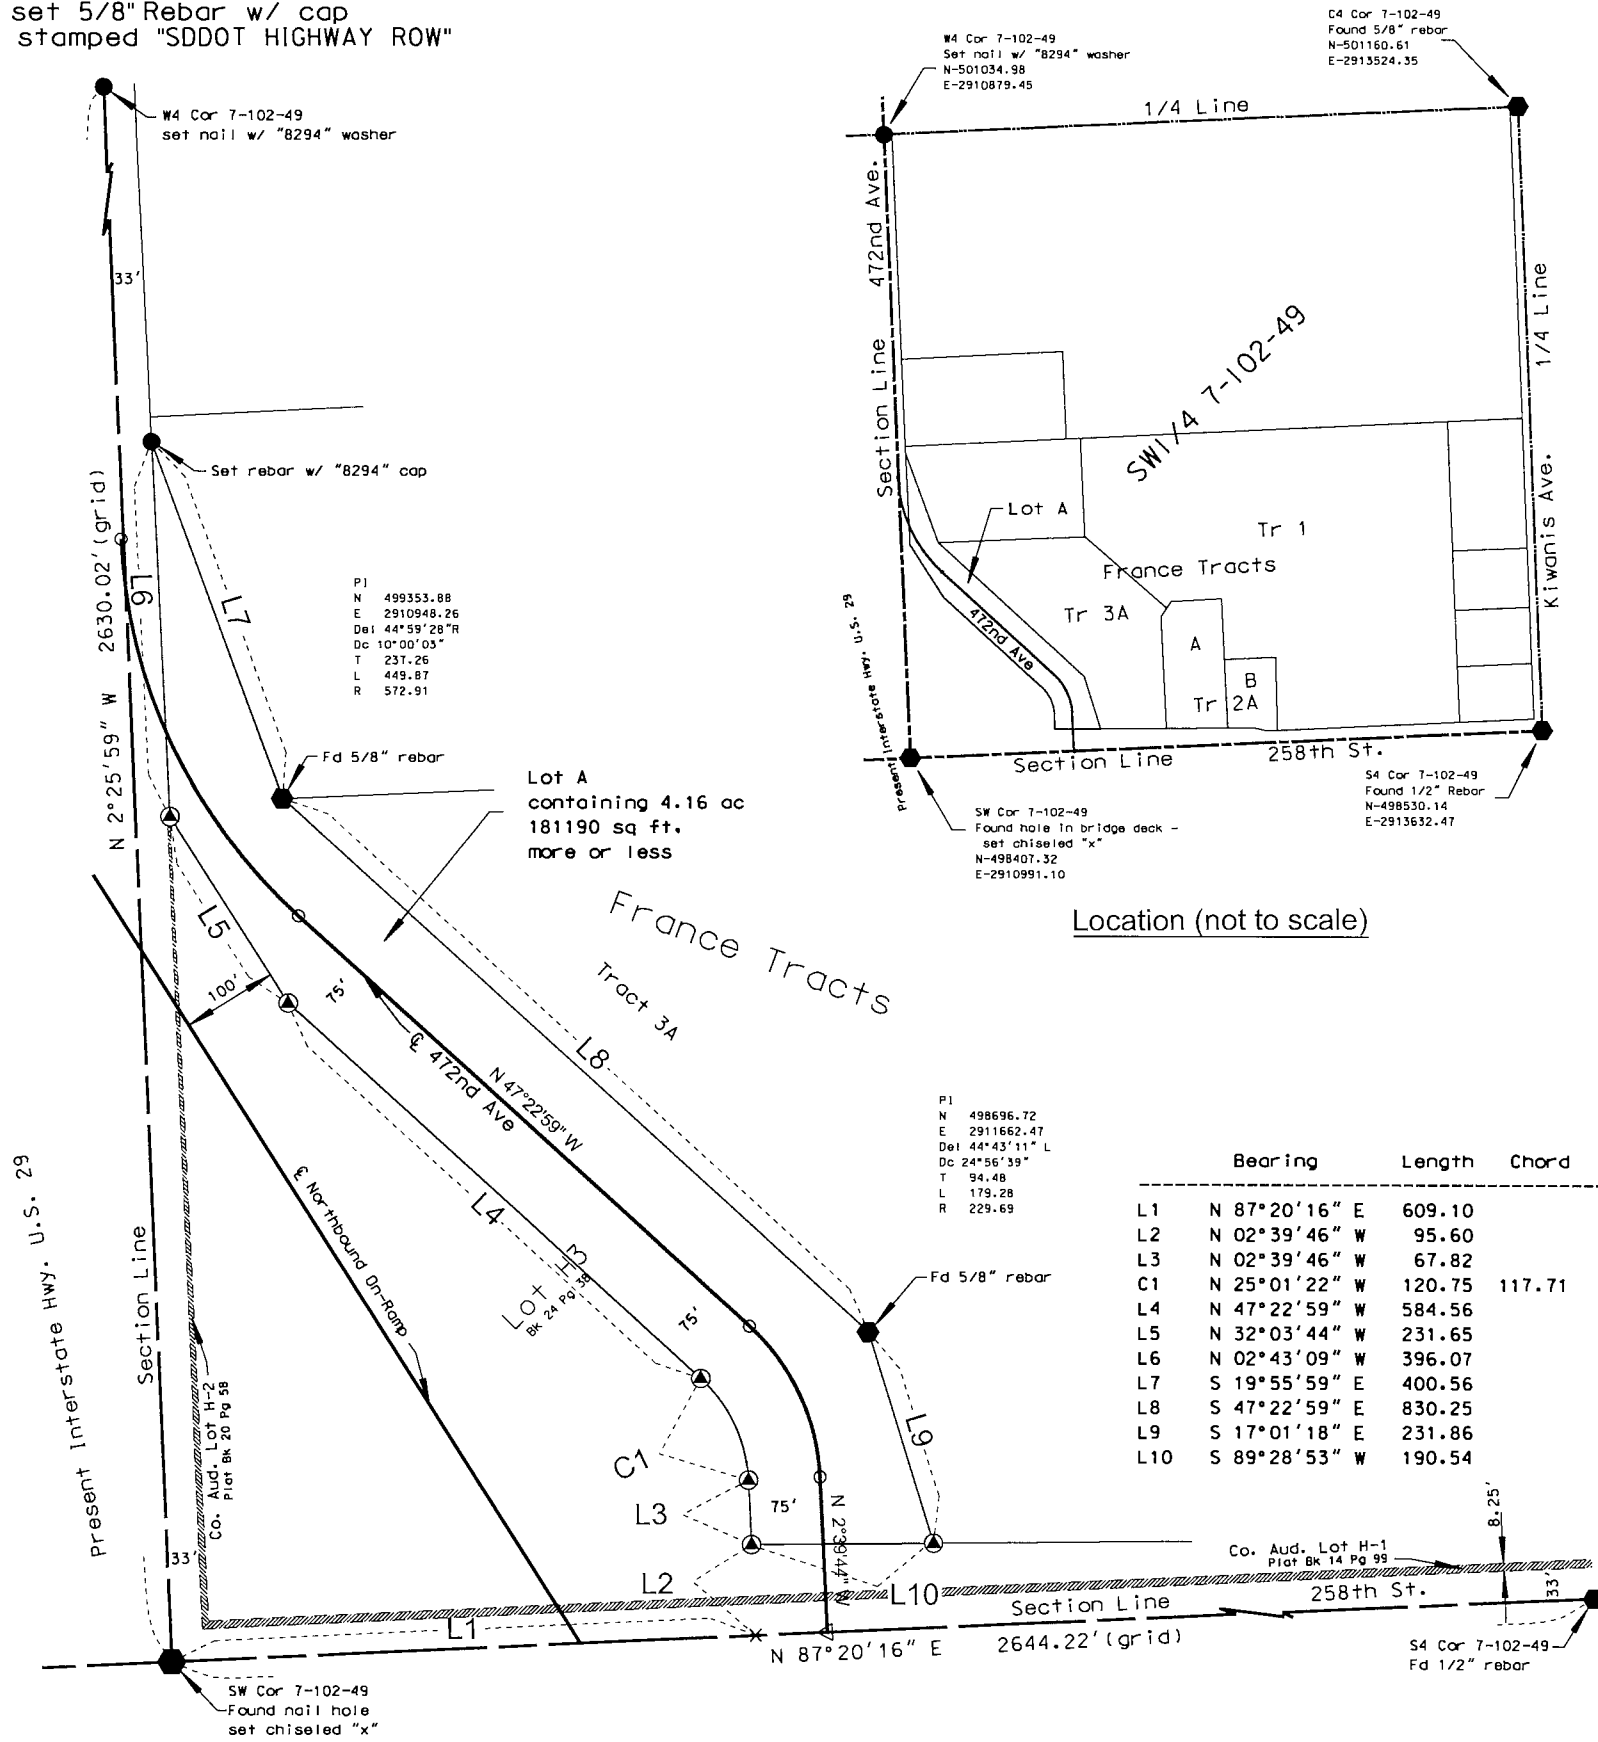 set 5/8" Rebar w/ cap
stamped "SDDOT HIGHWAY ROW"
W4 Cor 7-102-49
set nail w/ "8294" washer
33'
Set rebar w/ "8294" cap
N 2°25'59" W 2630.02'(grid)
L6
L7
PI
N 499353.88
E 2910948.26
Del 44°59'28"R
Dc 10°00'03"
T 237.26
L 449.87
R 572.91
Fd 5/8" rebar
Lot A
containing 4.16 ac
181190 sq ft.
more or less
L5
100'
75'
℄ 472nd Ave
N 47°22'59" W
France Tracts
Tract 3A
L8
L4
Lot H3
Bk 24 Pg 38
75'
℄ Northbound On-Ramp
Present Interstate Hwy. U.S. 29
Section Line
Co. Aud. Lot H-2
Plat Bk 20 Pg 58
33'
C1
L3
L2
75'
N 2°39'44" W
L9
Fd 5/8" rebar
L10
L1
N 87°20'16" E 2644.22'(grid)
Section Line
258th St.
Co. Aud. Lot H-1
Plat Bk 14 Pg 99
8.25'
33'
S4 Cor 7-102-49
Fd 1/2" rebar
SW Cor 7-102-49
Found nail hole
set chiseled "x"
PI
N 498696.72
E 2911662.47
Del 44°43'11" L
Dc 24°56'39"
T 94.48
L 179.28
R 229.69
Bearing Length Chord
L1 N 87°20'16" E 609.10
L2 N 02°39'46" W 95.60
L3 N 02°39'46" W 67.82
C1 N 25°01'22" W 120.75 117.71
L4 N 47°22'59" W 584.56
L5 N 32°03'44" W 231.65
L6 N 02°43'09" W 396.07
L7 S 19°55'59" E 400.56
L8 S 47°22'59" E 830.25
L9 S 17°01'18" E 231.86
L10 S 89°28'53" W 190.54
W4 Cor 7-102-49
Set nail w/ "8294" washer
N-501034.98
E-2910879.45
C4 Cor 7-102-49
Found 5/8" rebar
N-501160.61
E-2913524.35
1/4 Line
472nd Ave.
Section Line
1/4 Line
Kiwanis Ave.
SW1/4 7-102-49
Lot A
Tr 1
France Tracts
Tr 3A
472nd Ave
A
B
Tr 2A
Present Interstate Hwy. U.S. 29
Section Line
258th St.
SW Cor 7-102-49
Found hole in bridge deck -
set chiseled "x"
N-498407.32
E-2910991.10
S4 Cor 7-102-49
Found 1/2" Rebar
N-498530.14
E-2913632.47
Location (not to scale)